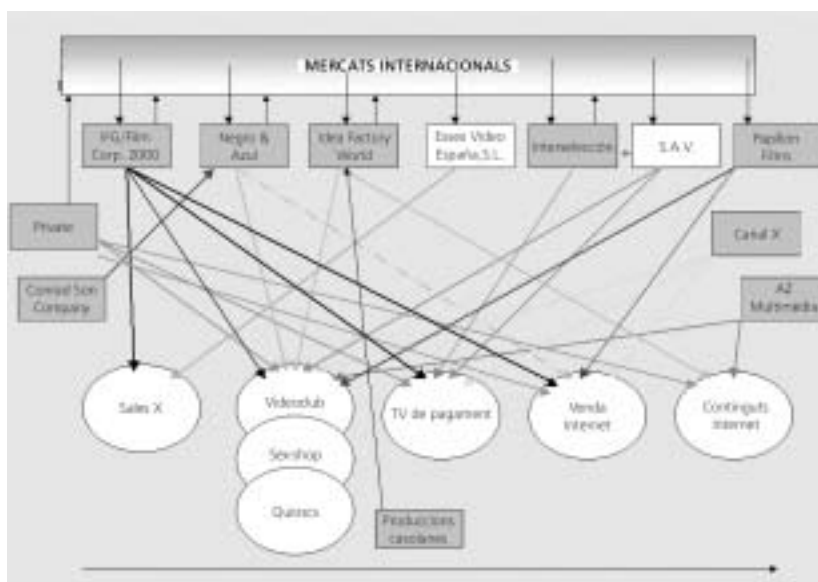 MERCATS INTERNACIONALS
IFG/Film
Corp. 2000
Negro &
Azul
Idea Factory
World
Essex Video
España,S.L.
Interselección
S.A.V.
Papillon
Films
Private
Canal X
Conrad Son
Company
A2
Multimedia
Sales X
Videoclub
TV de pagament
Venda
Internet
Continguts
Internet
Sexshop
Quioscs
Produccions
casolanes